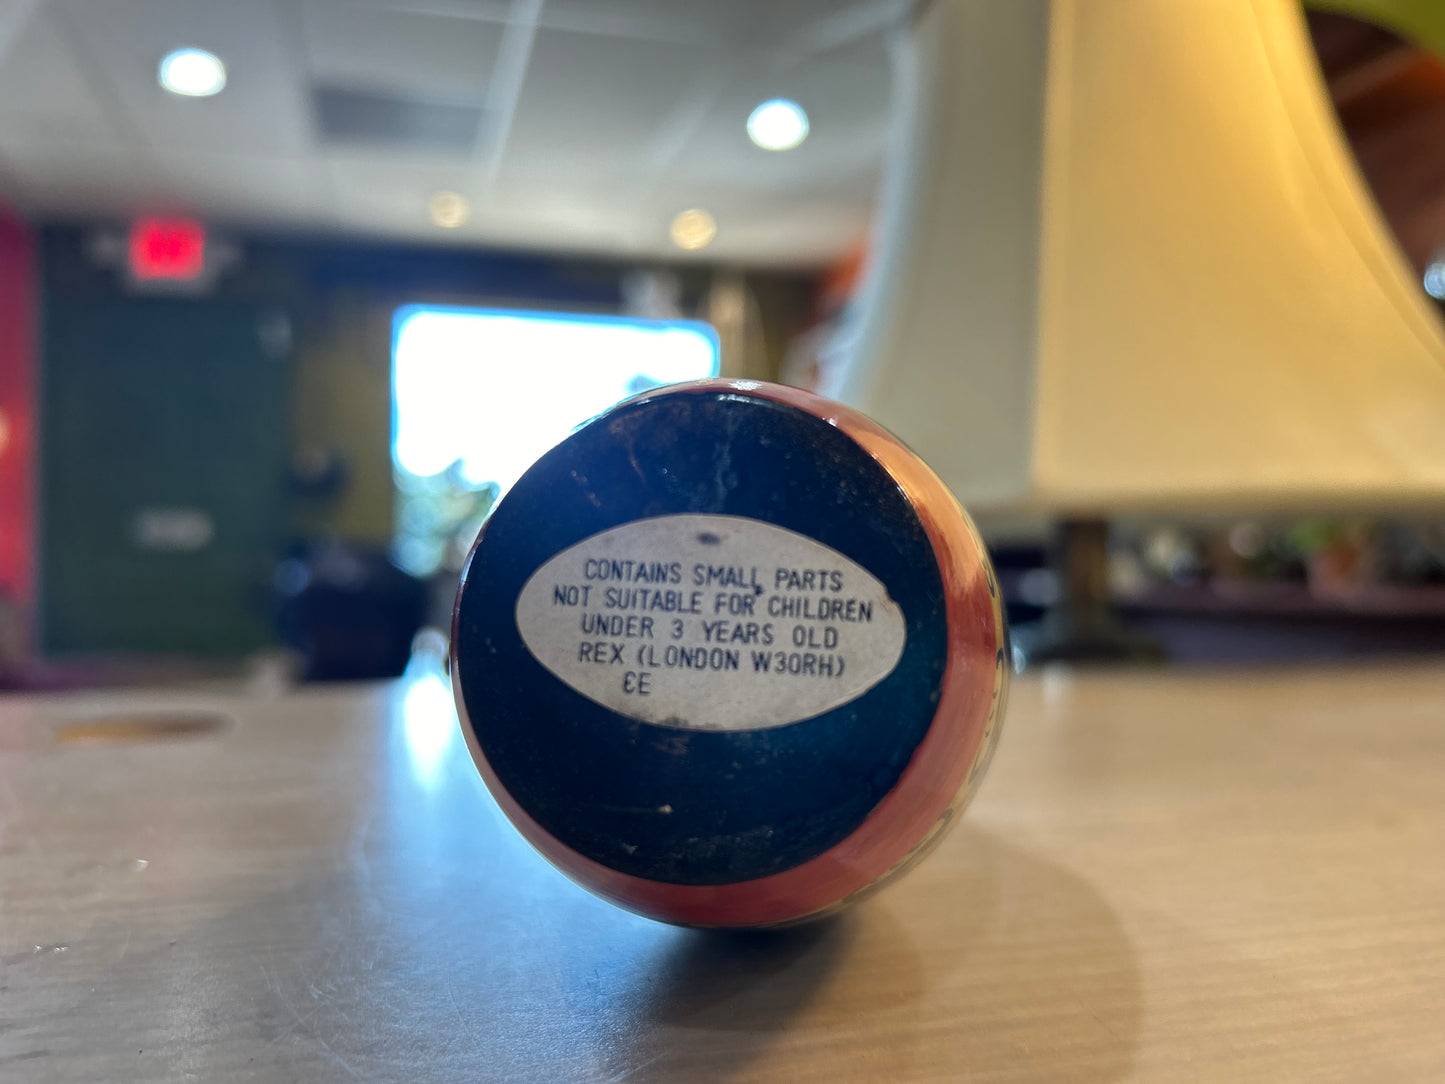 CONTAINS SMALL PARTS
NOT SUITABLE FOR CHILDREN
UNDER 3 YEARS OLD
REX (LONDON W30RH)
CE